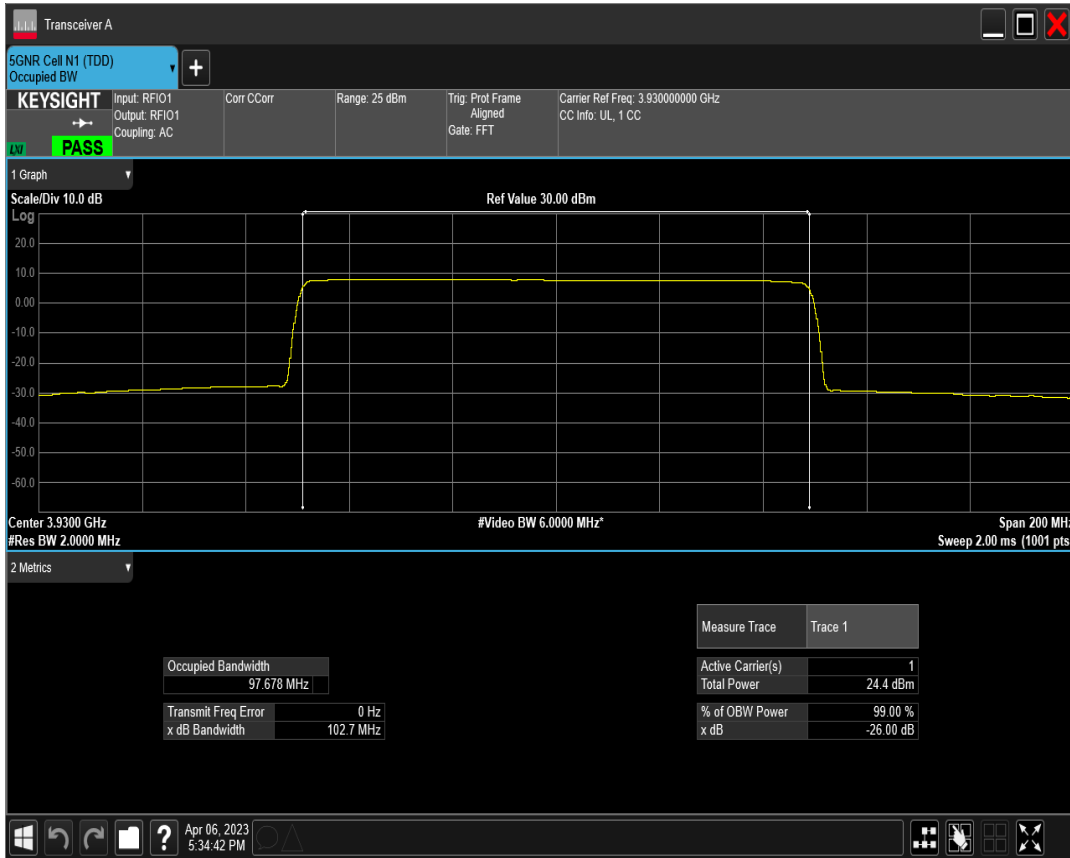 Transceiver A
5GNR Cell N1 (TDD)
Occupied BW
KEYSIGHT
LXI
PASS
Input: RFIO1
Output: RFIO1
Coupling: AC
Corr CCorr
Range: 25 dBm
Trig: Prot Frame
Aligned
Gate: FFT
Carrier Ref Freq: 3.930000000 GHz
CC Info: UL, 1 CC
1 Graph
Scale/Div 10.0 dB
Ref Value 30.00 dBm
Log
20.0
10.0
0.00
-10.0
-20.0
-30.0
-40.0
-50.0
-60.0
Center 3.9300 GHz
#Video BW 6.0000 MHz*
Span 200 MHz
#Res BW 2.0000 MHz
Sweep 2.00 ms (1001 pts
2 Metrics
Measure Trace Trace 1
Occupied Bandwidth
97.678 MHz
Active Carrier(s) 1
Total Power 24.4 dBm
Transmit Freq Error 0 Hz
x dB Bandwidth 102.7 MHz
% of OBW Power 99.00 %
x dB -26.00 dB
?
Apr 06, 2023
5:34:42 PM